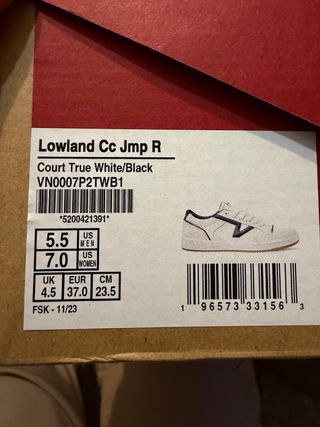 Lowland Cc Jmp R
Court True White/Black
VN0007P2TWB1
*5200421391*
5.5 US MEN
7.0 US WOMEN
UK 4.5 EUR 37.0 CM 23.5
FSK - 11/23
1 96573 33156 3